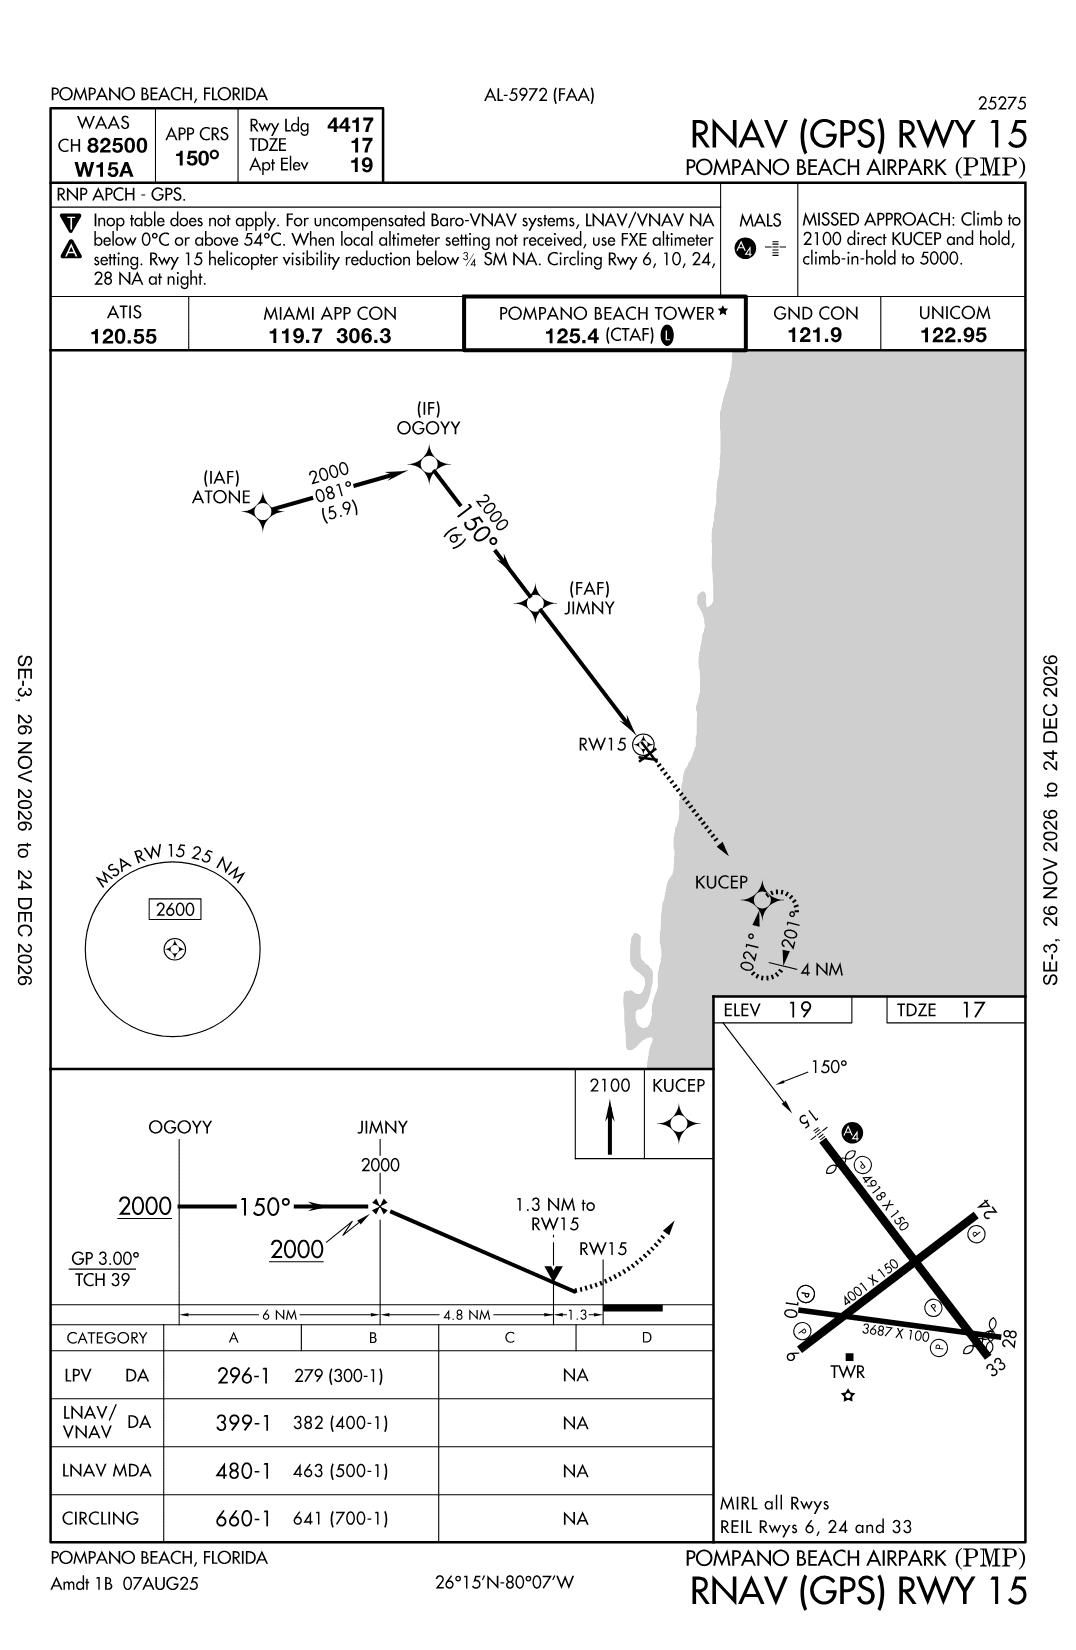 POMPANO BEACH, FLORIDA
AL-5972 (FAA)
25275
RNAV (GPS) RWY 15
POMPANO BEACH AIRPARK (PMP)
WAAS
CH 82500
W15A
APP CRS
150°
Rwy Ldg 4417
TDZE 17
Apt Elev 19
RNP APCH - GPS.
T
A
Inop table does not apply. For uncompensated Baro-VNAV systems, LNAV/VNAV NA
below 0°C or above 54°C. When local altimeter setting not received, use FXE altimeter
setting. Rwy 15 helicopter visibility reduction below ¾ SM NA. Circling Rwy 6, 10, 24,
28 NA at night.
MALS
A4
MISSED APPROACH: Climb to
2100 direct KUCEP and hold,
climb-in-hold to 5000.
ATIS
120.55
MIAMI APP CON
119.7 306.3
POMPANO BEACH TOWER★
125.4 (CTAF) L
GND CON
121.9
UNICOM
122.95
(IF)
OGOYY
(IAF)
ATONE
2000
081°
(5.9)
2000
150°
(6)
(FAF)
JIMNY
RW15
KUCEP
021°
201°
4 NM
MSA RW 15 25 NM
2600
SE-3, 26 NOV 2026 to 24 DEC 2026
SE-3, 26 NOV 2026 to 24 DEC 2026
ELEV 19
TDZE 17
150°
15
A4
P
4918 X 150
24
P
4001 X 150
P
10
P
3687 X 100
P
P
6
28
33
TWR
MIRL all Rwys
REIL Rwys 6, 24 and 33
2100
KUCEP
OGOYY
JIMNY
2000
2000
150°
2000
1.3 NM to
RW15
RW15
GP 3.00°
TCH 39
6 NM
4.8 NM
1.3
CATEGORY A B C D
LPV DA 296-1 279 (300-1) NA
LNAV/
VNAV DA 399-1 382 (400-1) NA
LNAV MDA 480-1 463 (500-1) NA
CIRCLING 660-1 641 (700-1) NA
POMPANO BEACH, FLORIDA
Amdt 1B 07AUG25
26°15'N-80°07'W
POMPANO BEACH AIRPARK (PMP)
RNAV (GPS) RWY 15